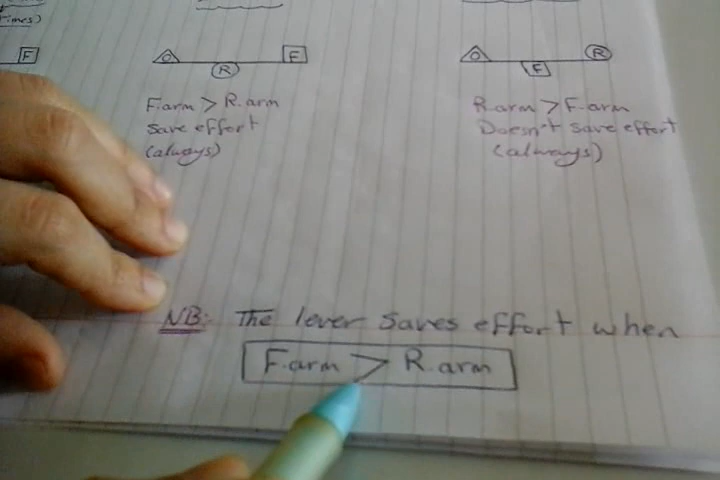 times)
F
O R F
F.arm > R.arm
save effort
(always)
O F R
R.arm > F.arm
Doesn't save effort
(always)
NB: The lever saves effort when
F.arm > R.arm